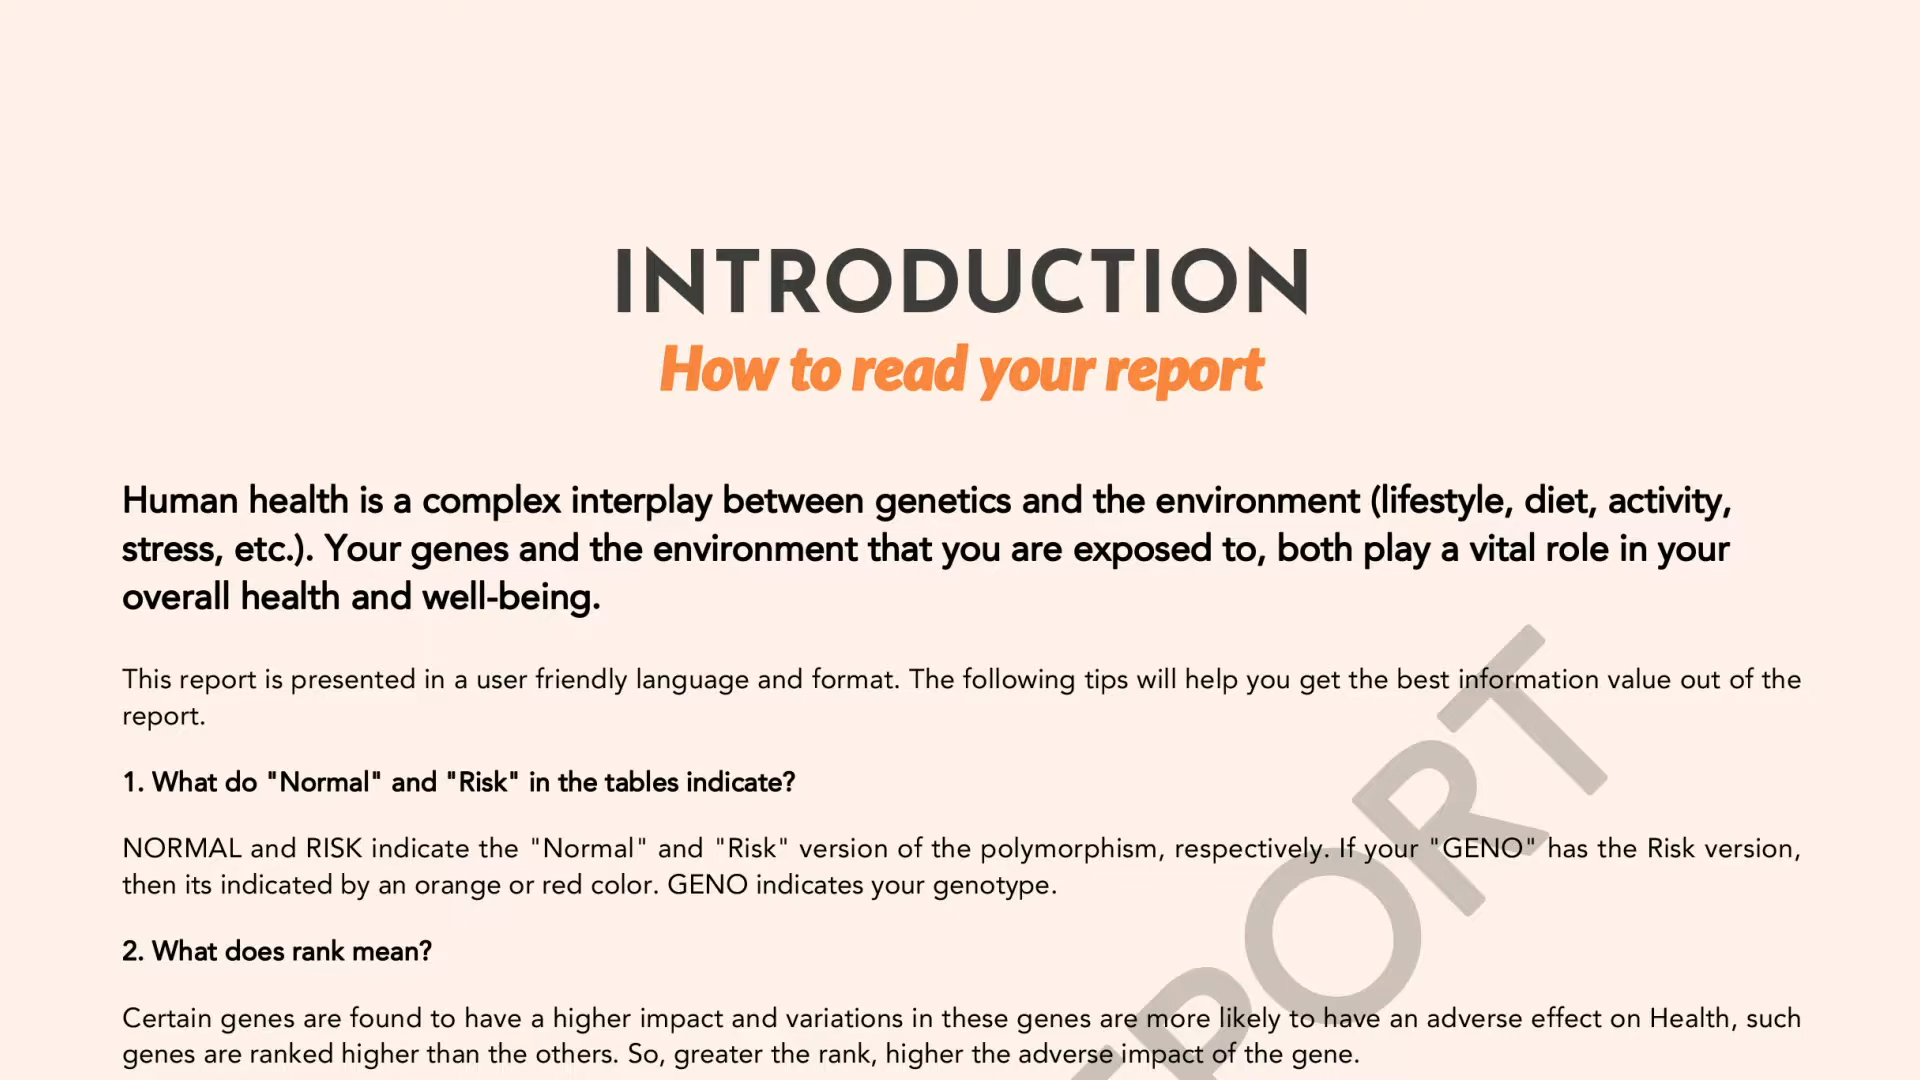 INTRODUCTION
How to read your report
Human health is a complex interplay between genetics and the environment (lifestyle, diet, activity,
stress, etc.). Your genes and the environment that you are exposed to, both play a vital role in your
overall health and well-being.
This report is presented in a user friendly language and format. The following tips will help you get the best information value out of the
report.
1. What do "Normal" and "Risk" in the tables indicate?
NORMAL and RISK indicate the "Normal" and "Risk" version of the polymorphism, respectively. If your "GENO" has the Risk version,
then its indicated by an orange or red color. GENO indicates your genotype.
2. What does rank mean?
Certain genes are found to have a higher impact and variations in these genes are more likely to have an adverse effect on Health, such
genes are ranked higher than the others. So, greater the rank, higher the adverse impact of the gene.
PORT